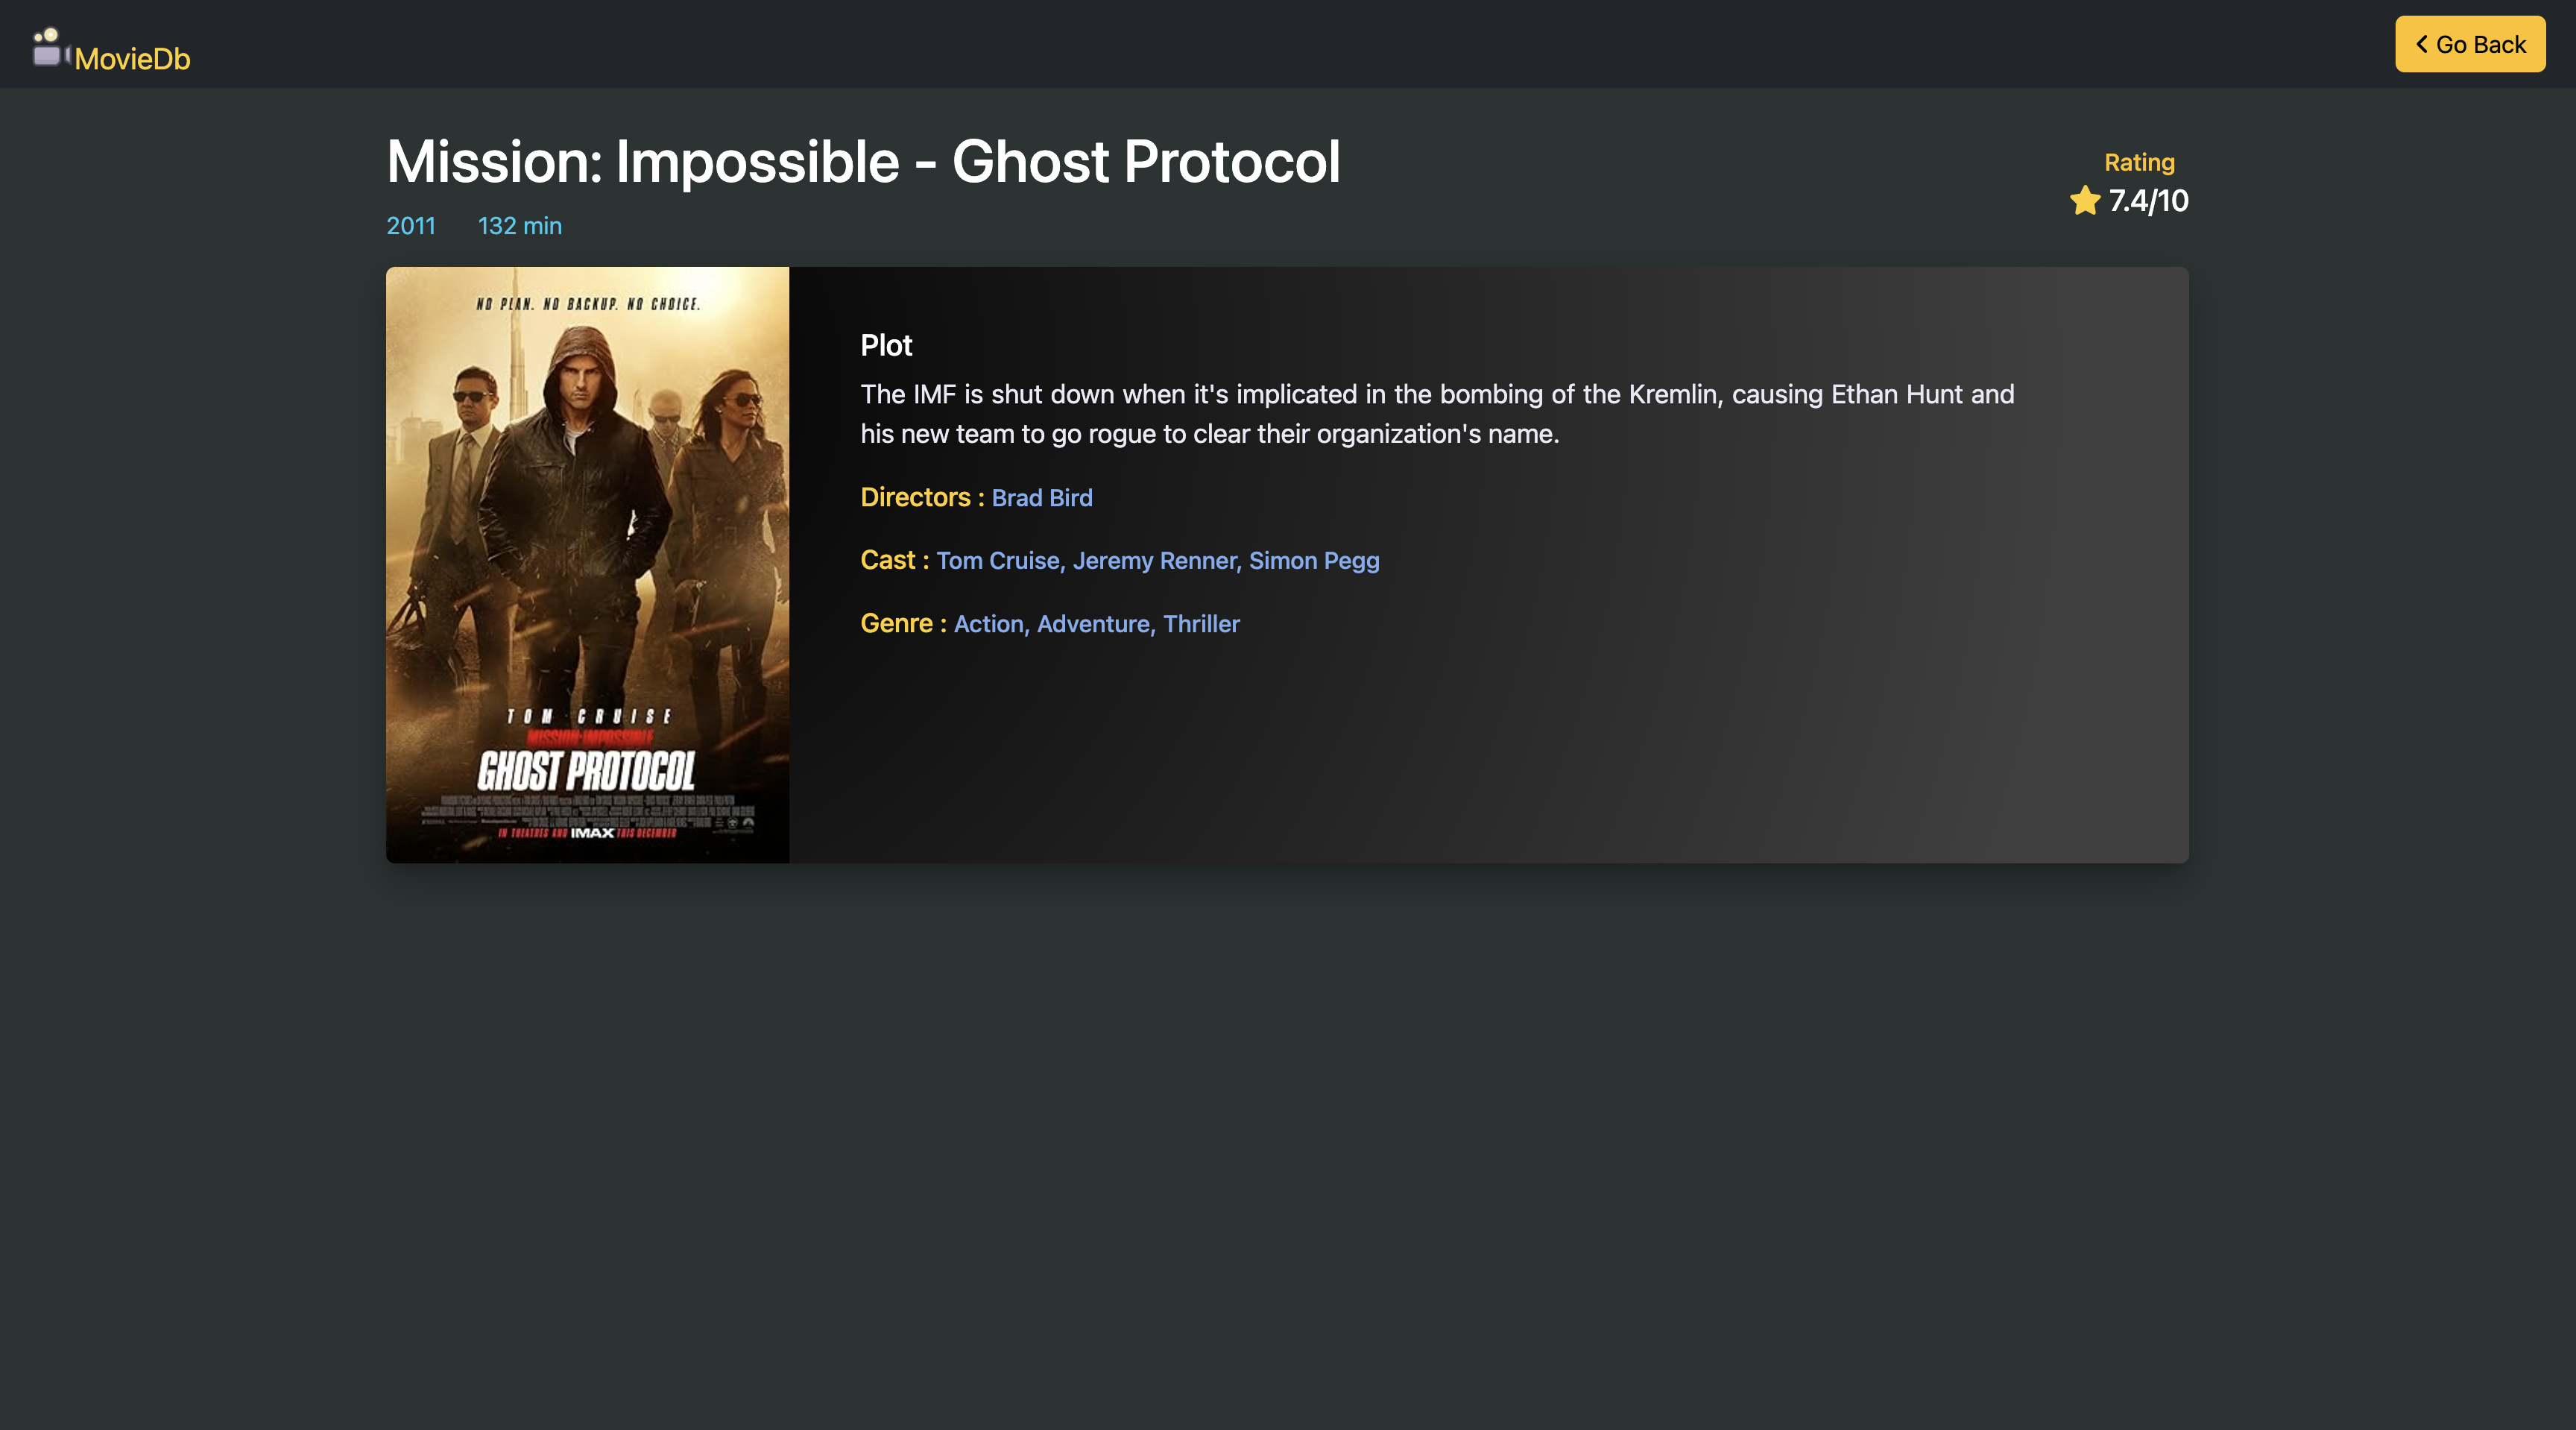 MovieDb
Go Back
Mission: Impossible - Ghost Protocol
2011 132 min
Rating
7.4/10
NO PLAN. NO BACKUP. NO CHOICE.
TOM CRUISE
MISSION: IMPOSSIBLE
GHOST PROTOCOL
IN THEATRES AND IMAX THIS DECEMBER
Plot
The IMF is shut down when it's implicated in the bombing of the Kremlin, causing Ethan Hunt and
his new team to go rogue to clear their organization's name.
Directors : Brad Bird
Cast : Tom Cruise, Jeremy Renner, Simon Pegg
Genre : Action, Adventure, Thriller